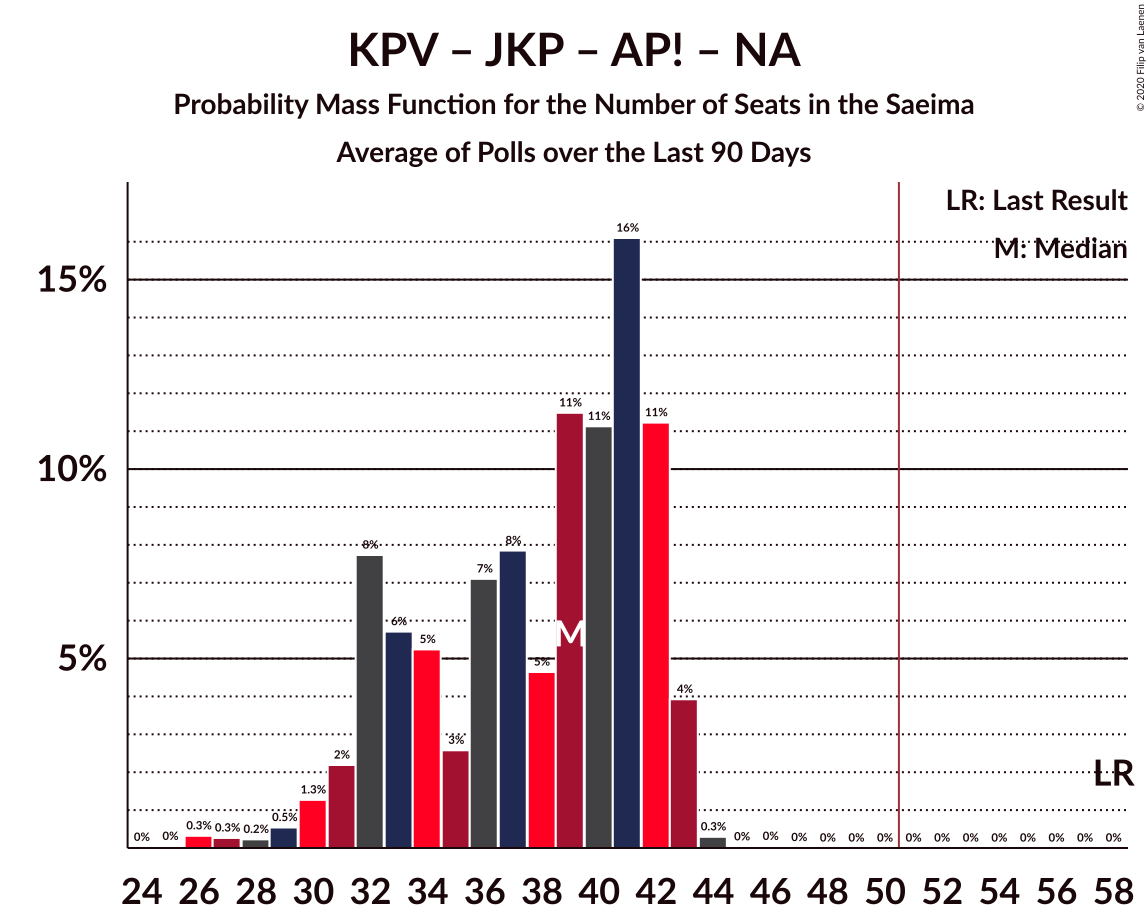 KPV – JKP – AP! – NA
Probability Mass Function for the Number of Seats in the Saeima
Average of Polls over the Last 90 Days
© 2020 Filip van Laenen
LR: Last Result
M: Median
15%
10%
5%
0% 0% 0.3% 0.3% 0.2% 0.5% 1.3% 2% 8% 6% 5% 3% 7% 8% 5% 11% 11% 16% 11% 4% 0.3% 0% 0% 0% 0% 0% 0% 0% 0% 0% 0% 0% 0% 0% 0%
M
LR
24 26 28 30 32 34 36 38 40 42 44 46 48 50 52 54 56 58